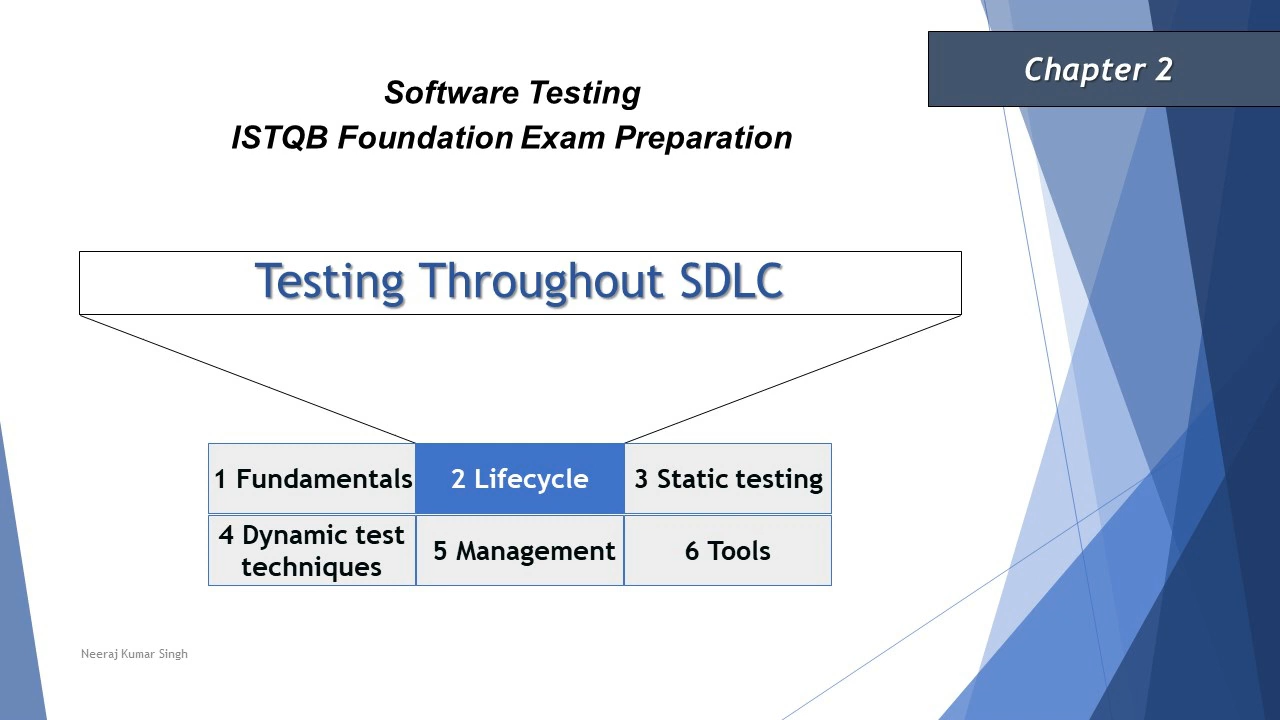 Chapter 2
Software Testing
ISTQB Foundation Exam Preparation
Testing Throughout SDLC
1 Fundamentals
2 Lifecycle
3 Static testing
4 Dynamic test
techniques
5 Management
6 Tools
Neeraj Kumar Singh